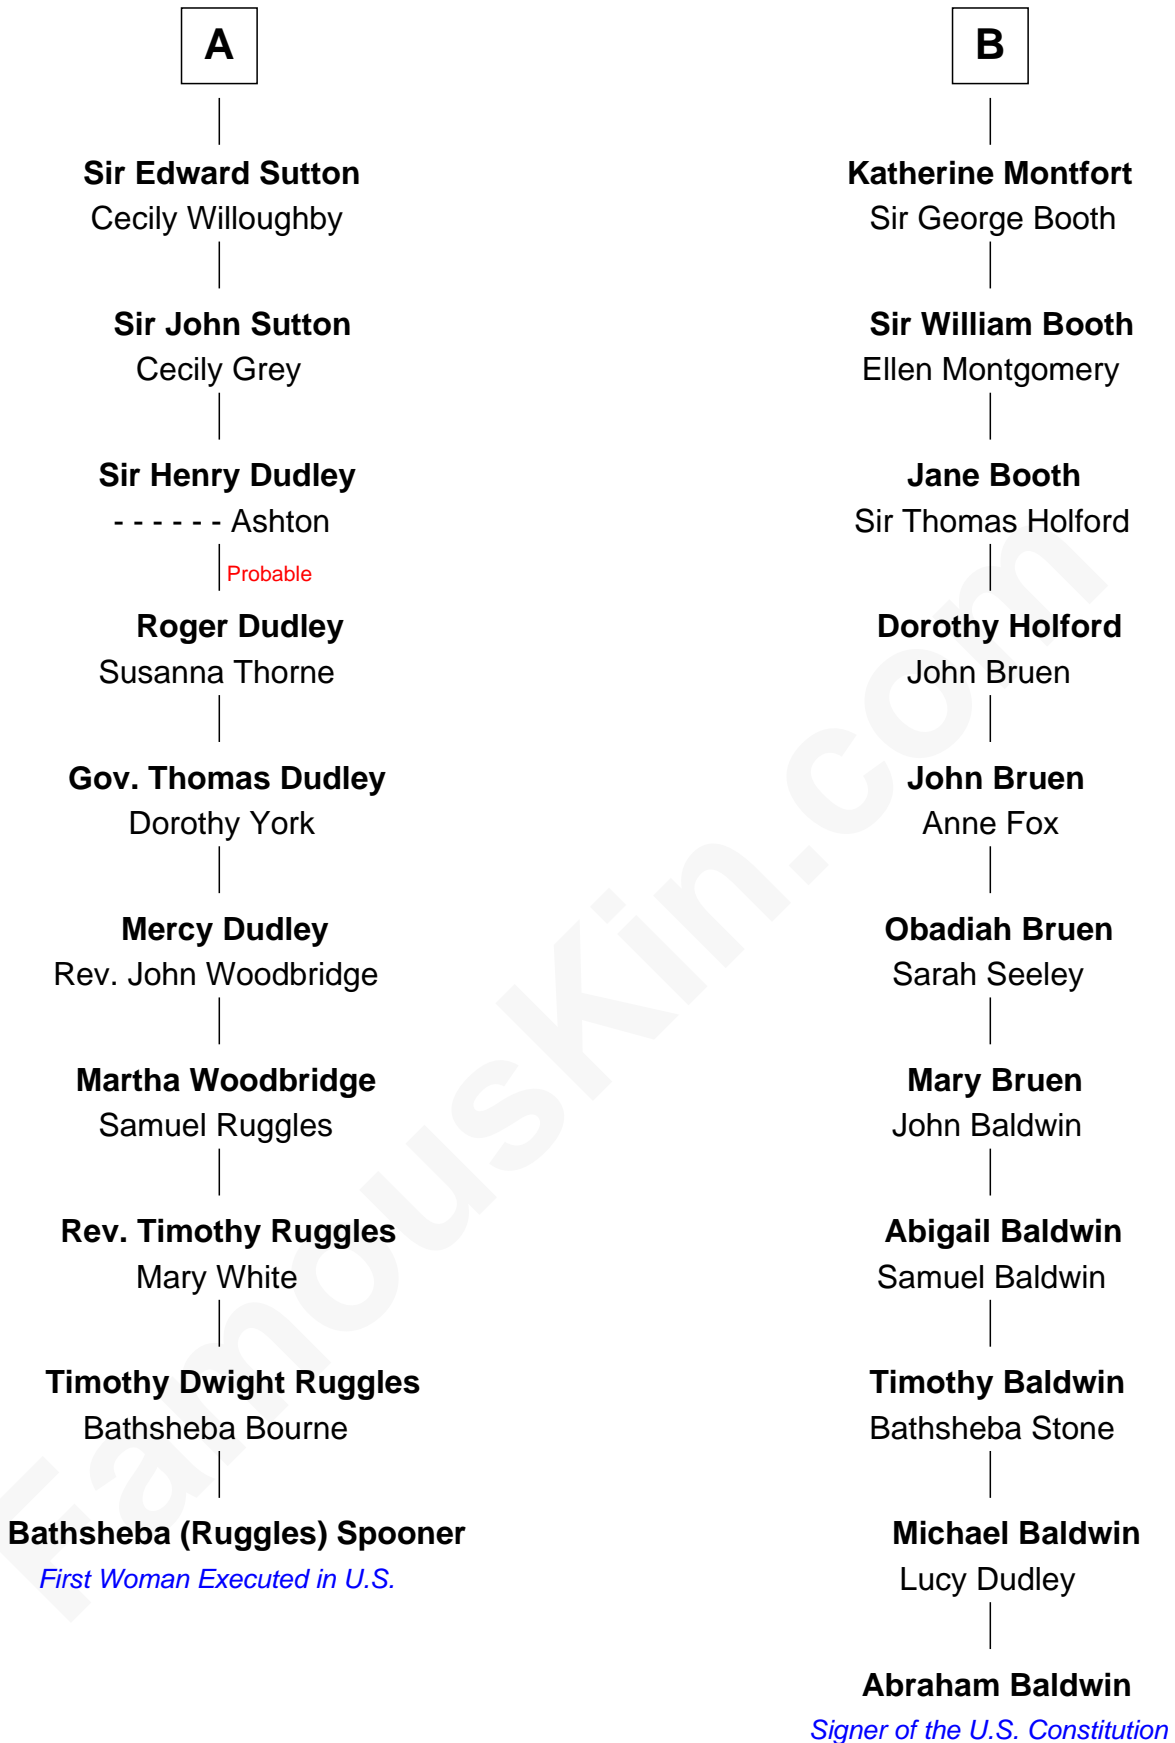 A
Sir Edward Sutton
Cecily Willoughby
Sir John Sutton
Cecily Grey
Sir Henry Dudley
- - - - - - Ashton
Probable
Roger Dudley
Susanna Thorne
Gov. Thomas Dudley
Dorothy York
Mercy Dudley
Rev. John Woodbridge
Martha Woodbridge
Samuel Ruggles
Rev. Timothy Ruggles
Mary White
Timothy Dwight Ruggles
Bathsheba Bourne
Bathsheba (Ruggles) Spooner
First Woman Executed in U.S.
B
Katherine Montfort
Sir George Booth
Sir William Booth
Ellen Montgomery
Jane Booth
Sir Thomas Holford
Dorothy Holford
John Bruen
John Bruen
Anne Fox
Obadiah Bruen
Sarah Seeley
Mary Bruen
John Baldwin
Abigail Baldwin
Samuel Baldwin
Timothy Baldwin
Bathsheba Stone
Michael Baldwin
Lucy Dudley
Abraham Baldwin
Signer of the U.S. Constitution
FamousKin.com